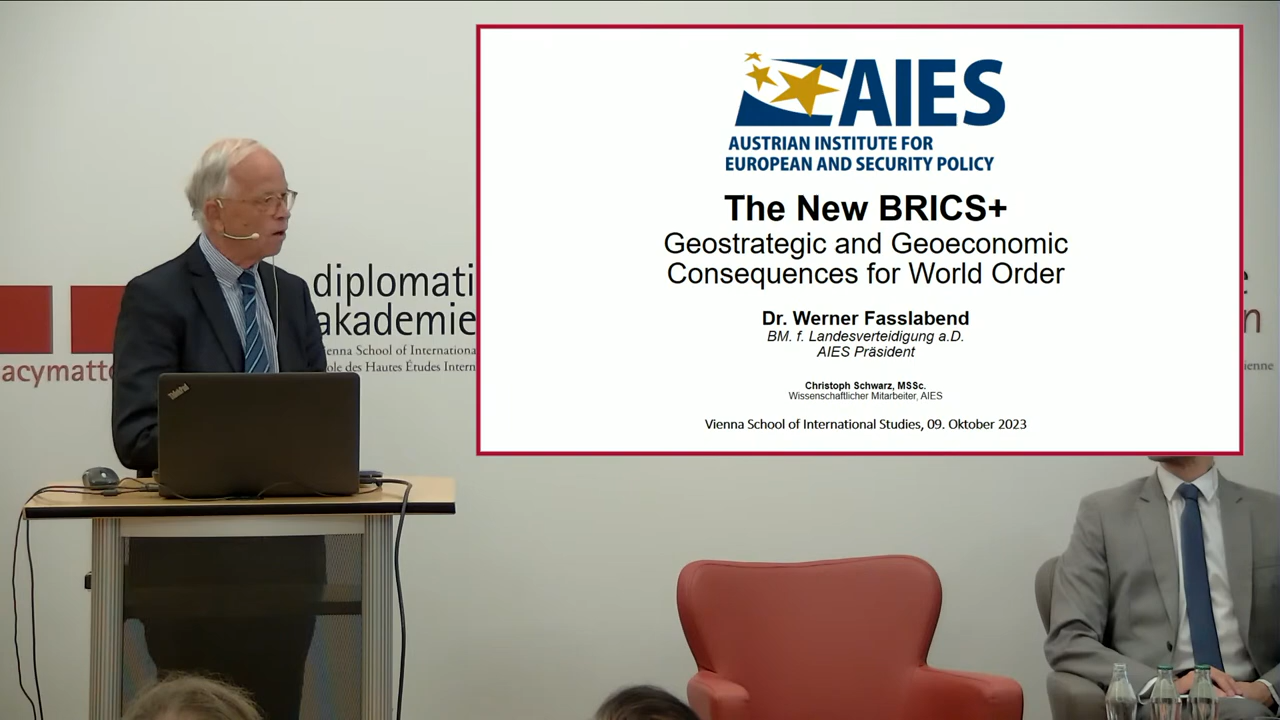 AIES
AUSTRIAN INSTITUTE FOR
EUROPEAN AND SECURITY POLICY
The New BRICS+
Geostrategic and Geoeconomic
Consequences for World Order
Dr. Werner Fasslabend
BM. f. Landesverteidigung a.D.
AIES Präsident
Christoph Schwarz, MSSc.
Wissenschaftlicher Mitarbeiter, AIES
Vienna School of International Studies, 09. Oktober 2023
diplomati
akademie
ienna School of Internationa
ole des Hautes Études Intern
acymatte
ThinkPad
e
n
ienne